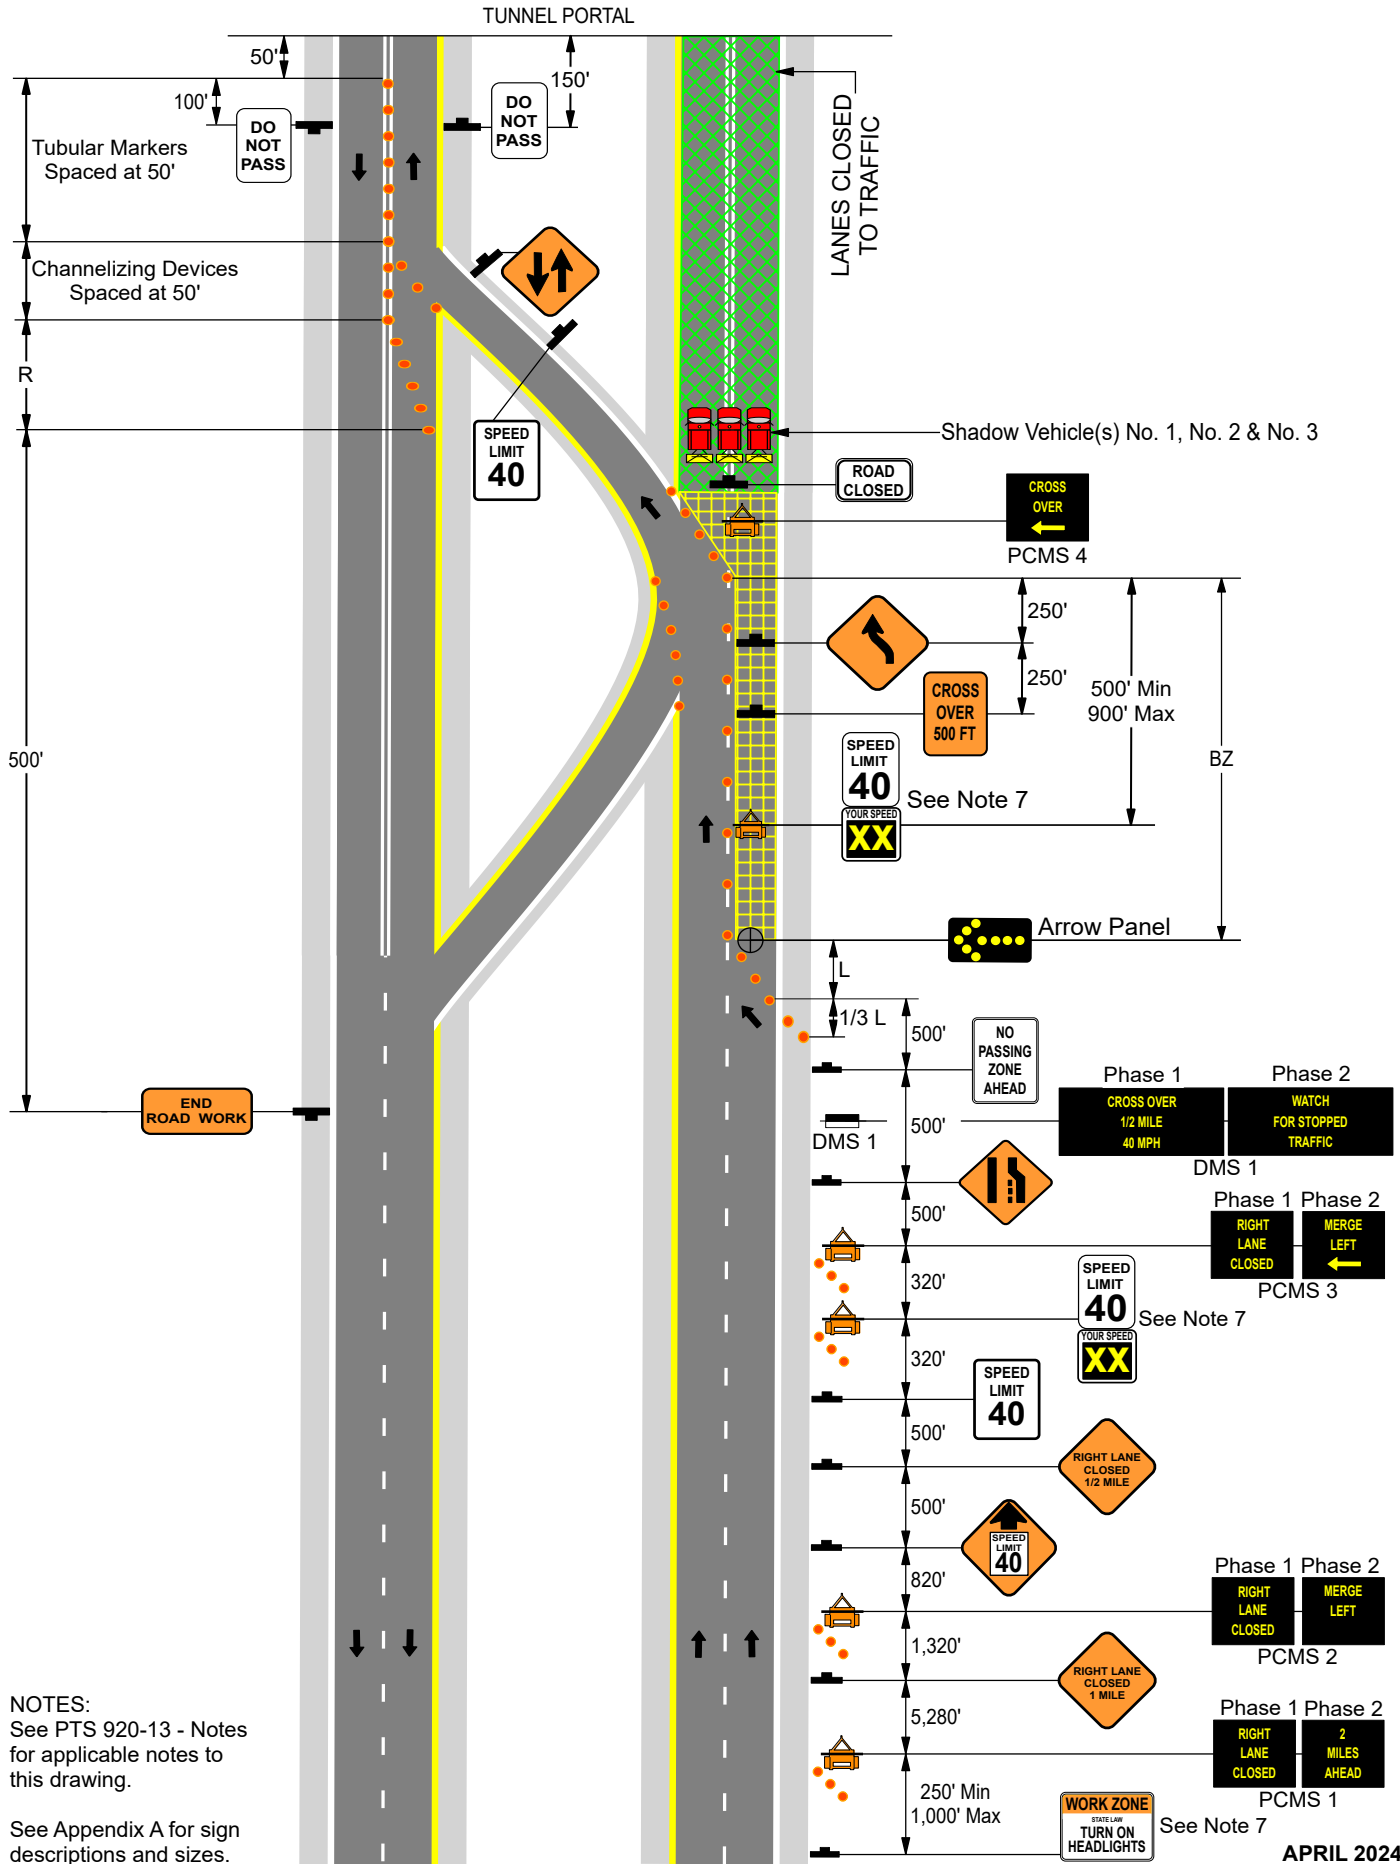 TUNNEL PORTAL
50'
150'
100'
DO
NOT
PASS
DO
NOT
PASS
Tubular Markers
Spaced at 50'
LANES CLOSED
TO TRAFFIC
Channelizing Devices
Spaced at 50'
R
SPEED
LIMIT
40
Shadow Vehicle(s) No. 1, No. 2 & No. 3
ROAD
CLOSED
CROSS
OVER
PCMS 4
250'
250'
500' Min
900' Max
CROSS
OVER
500 FT
BZ
500'
SPEED
LIMIT
40
YOUR SPEED
XX
See Note 7
Arrow Panel
L
1/3 L
500'
NO
PASSING
ZONE
AHEAD
END
ROAD WORK
DMS 1
500'
Phase 1
Phase 2
CROSS OVER
1/2 MILE
40 MPH
WATCH
FOR STOPPED
TRAFFIC
DMS 1
500'
Phase 1
Phase 2
RIGHT
LANE
CLOSED
MERGE
LEFT
PCMS 3
320'
SPEED
LIMIT
40
YOUR SPEED
XX
See Note 7
320'
SPEED
LIMIT
40
500'
RIGHT LANE
CLOSED
1/2 MILE
500'
SPEED
LIMIT
40
820'
Phase 1
Phase 2
RIGHT
LANE
CLOSED
MERGE
LEFT
PCMS 2
1,320'
RIGHT LANE
CLOSED
1 MILE
5,280'
Phase 1
Phase 2
RIGHT
LANE
CLOSED
2
MILES
AHEAD
PCMS 1
250' Min
1,000' Max
WORK ZONE
STATE LAW
TURN ON
HEADLIGHTS
See Note 7
NOTES:
See PTS 920-13 - Notes
for applicable notes to
this drawing.
See Appendix A for sign
descriptions and sizes.
APRIL 2024